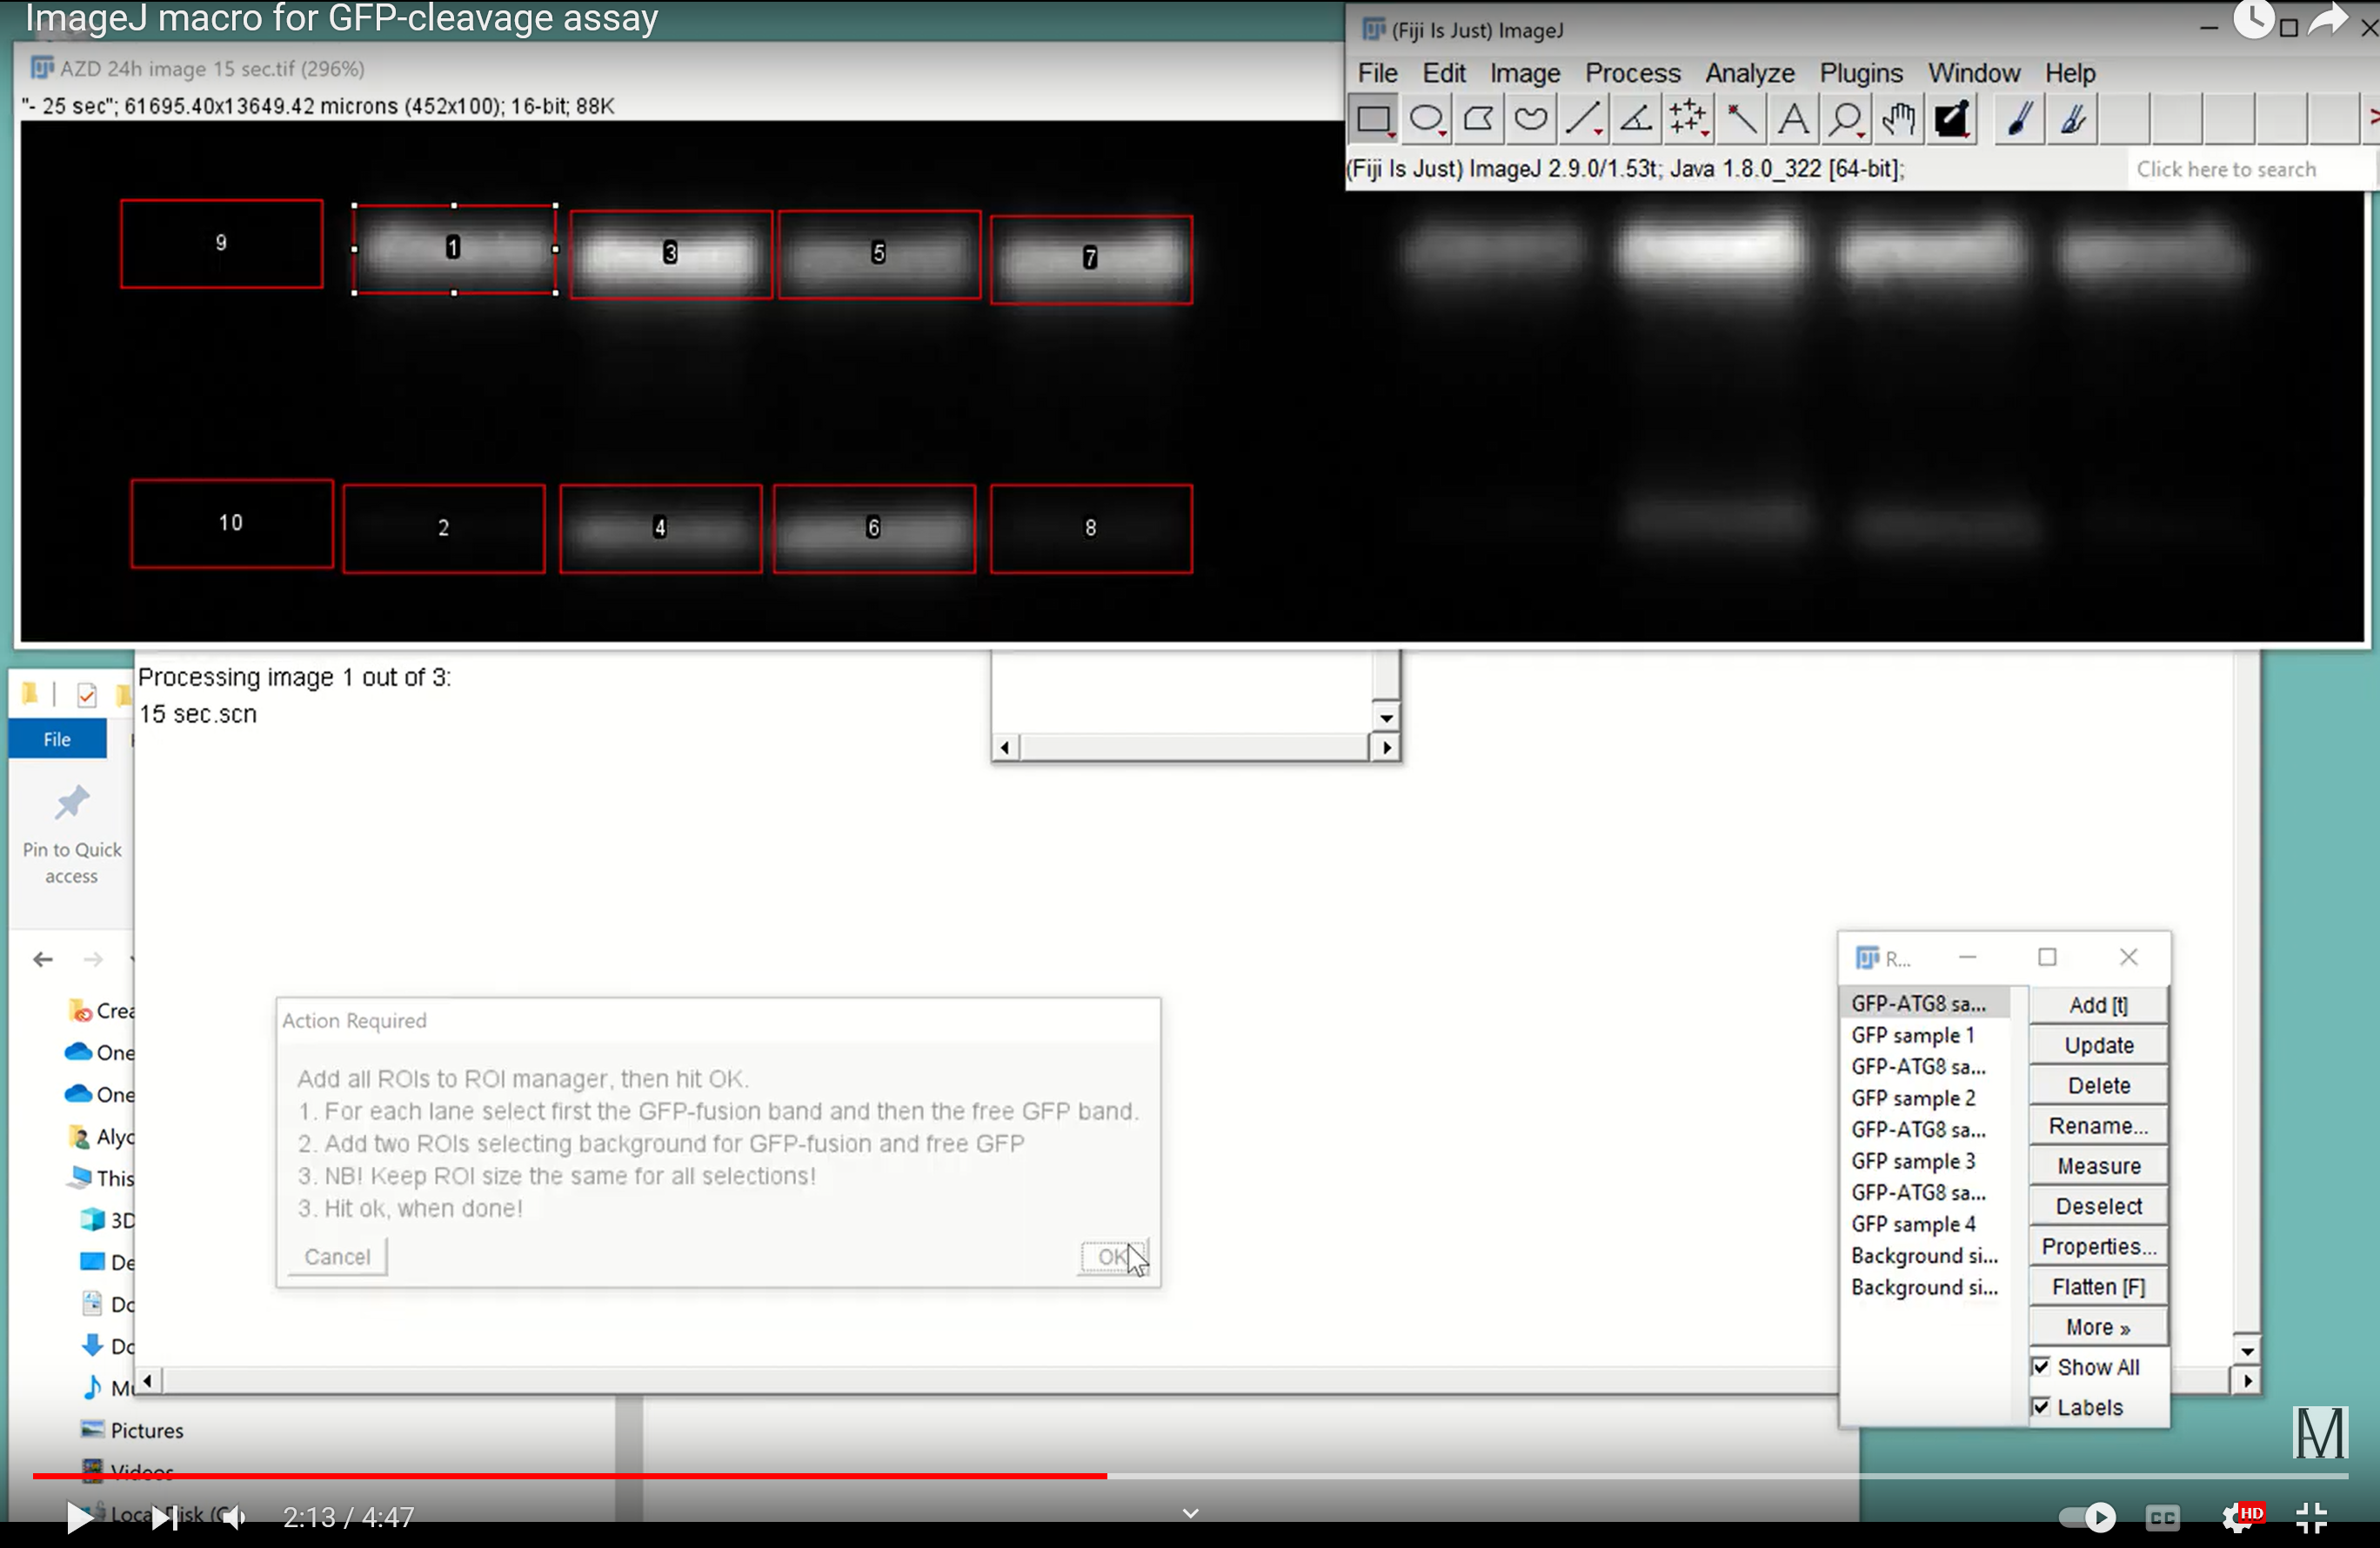 ImageJ macro for GFP-cleavage assay
AZD 24h image 15 sec.tif (296%)
"- 25 sec"; 61695.40x13649.42 microns (452x100); 16-bit; 88K
(Fiji Is Just) ImageJ
File Edit Image Process Analyze Plugins Window Help
(Fiji Is Just) ImageJ 2.9.0/1.53t; Java 1.8.0_322 [64-bit];
Click here to search
9 1 3 5 7
10 2 4 6 8
Processing image 1 out of 3:
15 sec.scn
File
Pin to Quick
access
Crea
One
One
Alyc
This
3D
De
Do
Do
Mu
Pictures
Videos
Local Disk (C
Action Required
Add all ROIs to ROI manager, then hit OK.
1. For each lane select first the GFP-fusion band and then the free GFP band.
2. Add two ROIs selecting background for GFP-fusion and free GFP
3. NB! Keep ROI size the same for all selections!
3. Hit ok, when done!
Cancel
OK
R...
GFP-ATG8 sa...
GFP sample 1
GFP-ATG8 sa...
GFP sample 2
GFP-ATG8 sa...
GFP sample 3
GFP-ATG8 sa...
GFP sample 4
Background si...
Background si...
Add [t]
Update
Delete
Rename...
Measure
Deselect
Properties...
Flatten [F]
More »
Show All
Labels
2:13 / 4:47
CC
HD